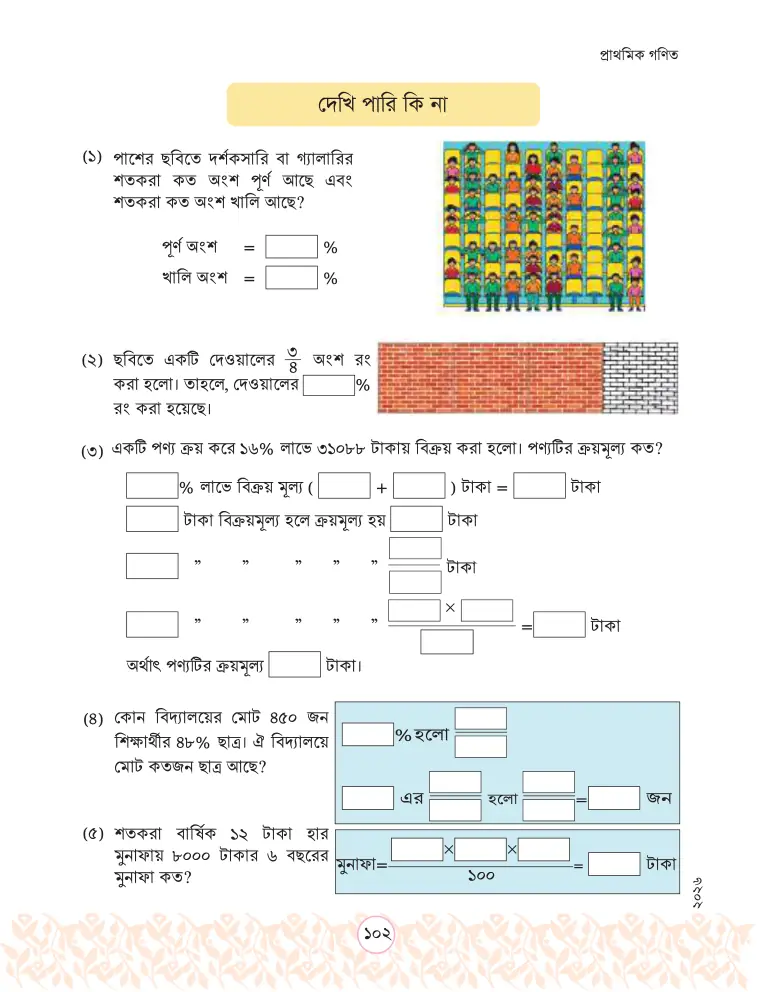 প্রাথমিক গণিত
দেখি পারি কি না
(১) পাশের ছবিতে দর্শকসারি বা গ্যালারির
শতকরা কত অংশ পূর্ণ আছে এবং
শতকরা কত অংশ খালি আছে?
পূর্ণ অংশ = %
খালি অংশ = %
(২) ছবিতে একটি দেওয়ালের ৩/৪ অংশ রং
করা হলো। তাহলে, দেওয়ালের %
রং করা হয়েছে।
(৩) একটি পণ্য ক্রয় করে ১৬% লাভে ৩১০৮৮ টাকায় বিক্রয় করা হলো। পণ্যটির ক্রয়মূল্য কত?
% লাভে বিক্রয় মূল্য ( + ) টাকা = টাকা
টাকা বিক্রয়মূল্য হলে ক্রয়মূল্য হয় টাকা
” ” ” ” ” টাকা
” ” ” ” ” × = টাকা
অর্থাৎ পণ্যটির ক্রয়মূল্য টাকা।
(৪) কোন বিদ্যালয়ের মোট ৪৫০ জন
শিক্ষার্থীর ৪৮% ছাত্র। ঐ বিদ্যালয়ে
মোট কতজন ছাত্র আছে?
% হলো
এর হলো = জন
(৫) শতকরা বার্ষিক ১২ টাকা হার
মুনাফায় ৮০০০ টাকার ৬ বছরের
মুনাফা কত?
মুনাফা= × × = টাকা
১০০
২০২৬
১০২